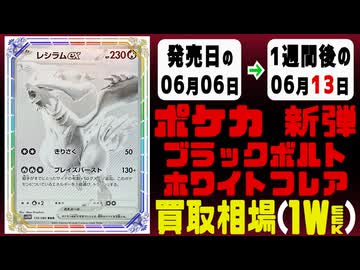 レシラムex HP230
きりさく 50
ブレイズバースト 130+
発売日の
06月06日
1週間後の
06月13日
ポケカ 新弾
ブラックボルト
ホワイトフレア
買取相場(1WEEK)